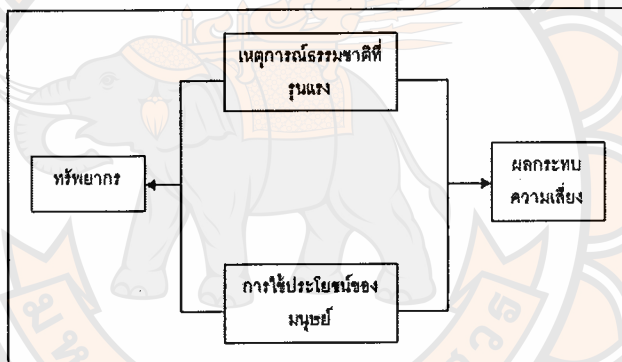 เหตุการณ์ธรรมชาติที่
รุนแรง
ทรัพยากร
ผลกระทบ
ความเสี่ยง
การใช้ประโยชน์ของ
มนุษย์